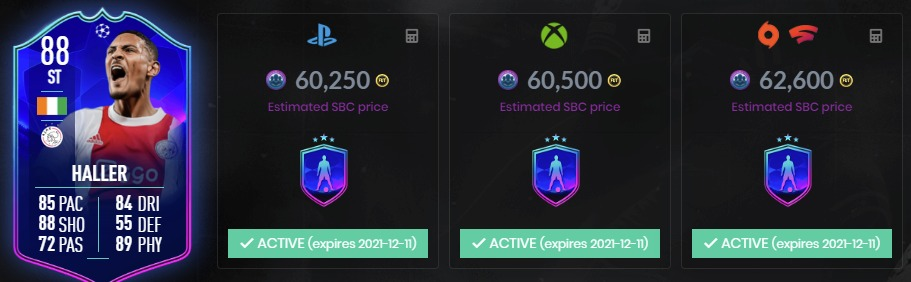 88
ST
HALLER
85 PAC 84 DRI
88 SHO 55 DEF
72 PAS 89 PHY
60,250
Estimated SBC price
ACTIVE (expires 2021-12-11)
60,500
Estimated SBC price
ACTIVE (expires 2021-12-11)
62,600
Estimated SBC price
ACTIVE (expires 2021-12-11)